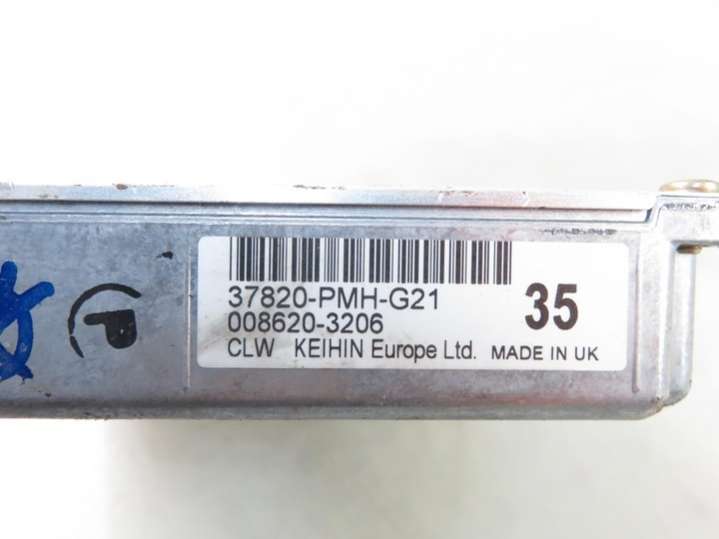 37820-PMH-G21
008620-3206
35
CLW KEIHIN Europe Ltd. MADE IN UK
P